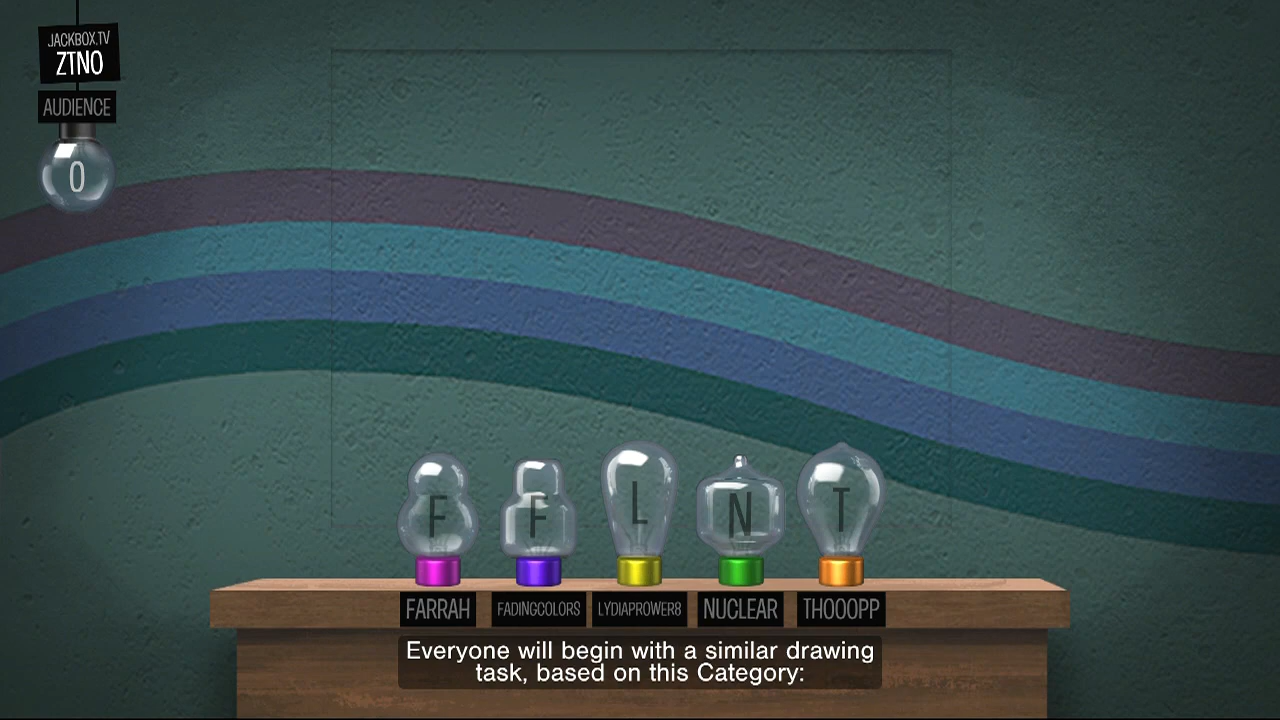 JACKBOX.TV
ZTNO
AUDIENCE
0
F F L N T
FARRAH FADINGCOLORS LYDIAPROWER8 NUCLEAR THOOOPP
Everyone will begin with a similar drawing
task, based on this Category: